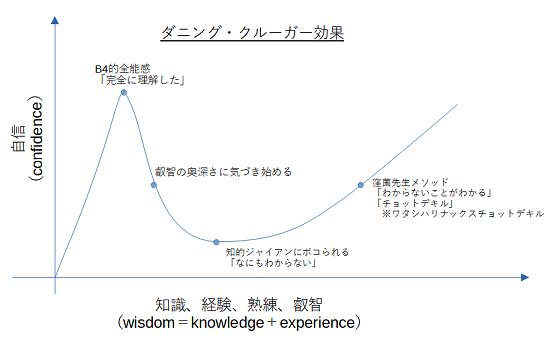 ダニング・クルーガー効果
B4的全能感
「完全に理解した」
叡智の奥深さに気づき始める
窪薗先生メソッド
「わからないことがわかる」
「チョットデキル」
※ワタシハリナックスチョットデキル
知的ジャイアンにボコられる
「なにもわからない」
自信
（confidence）
知識、経験、熟練、叡智
（wisdom＝knowledge＋experience）